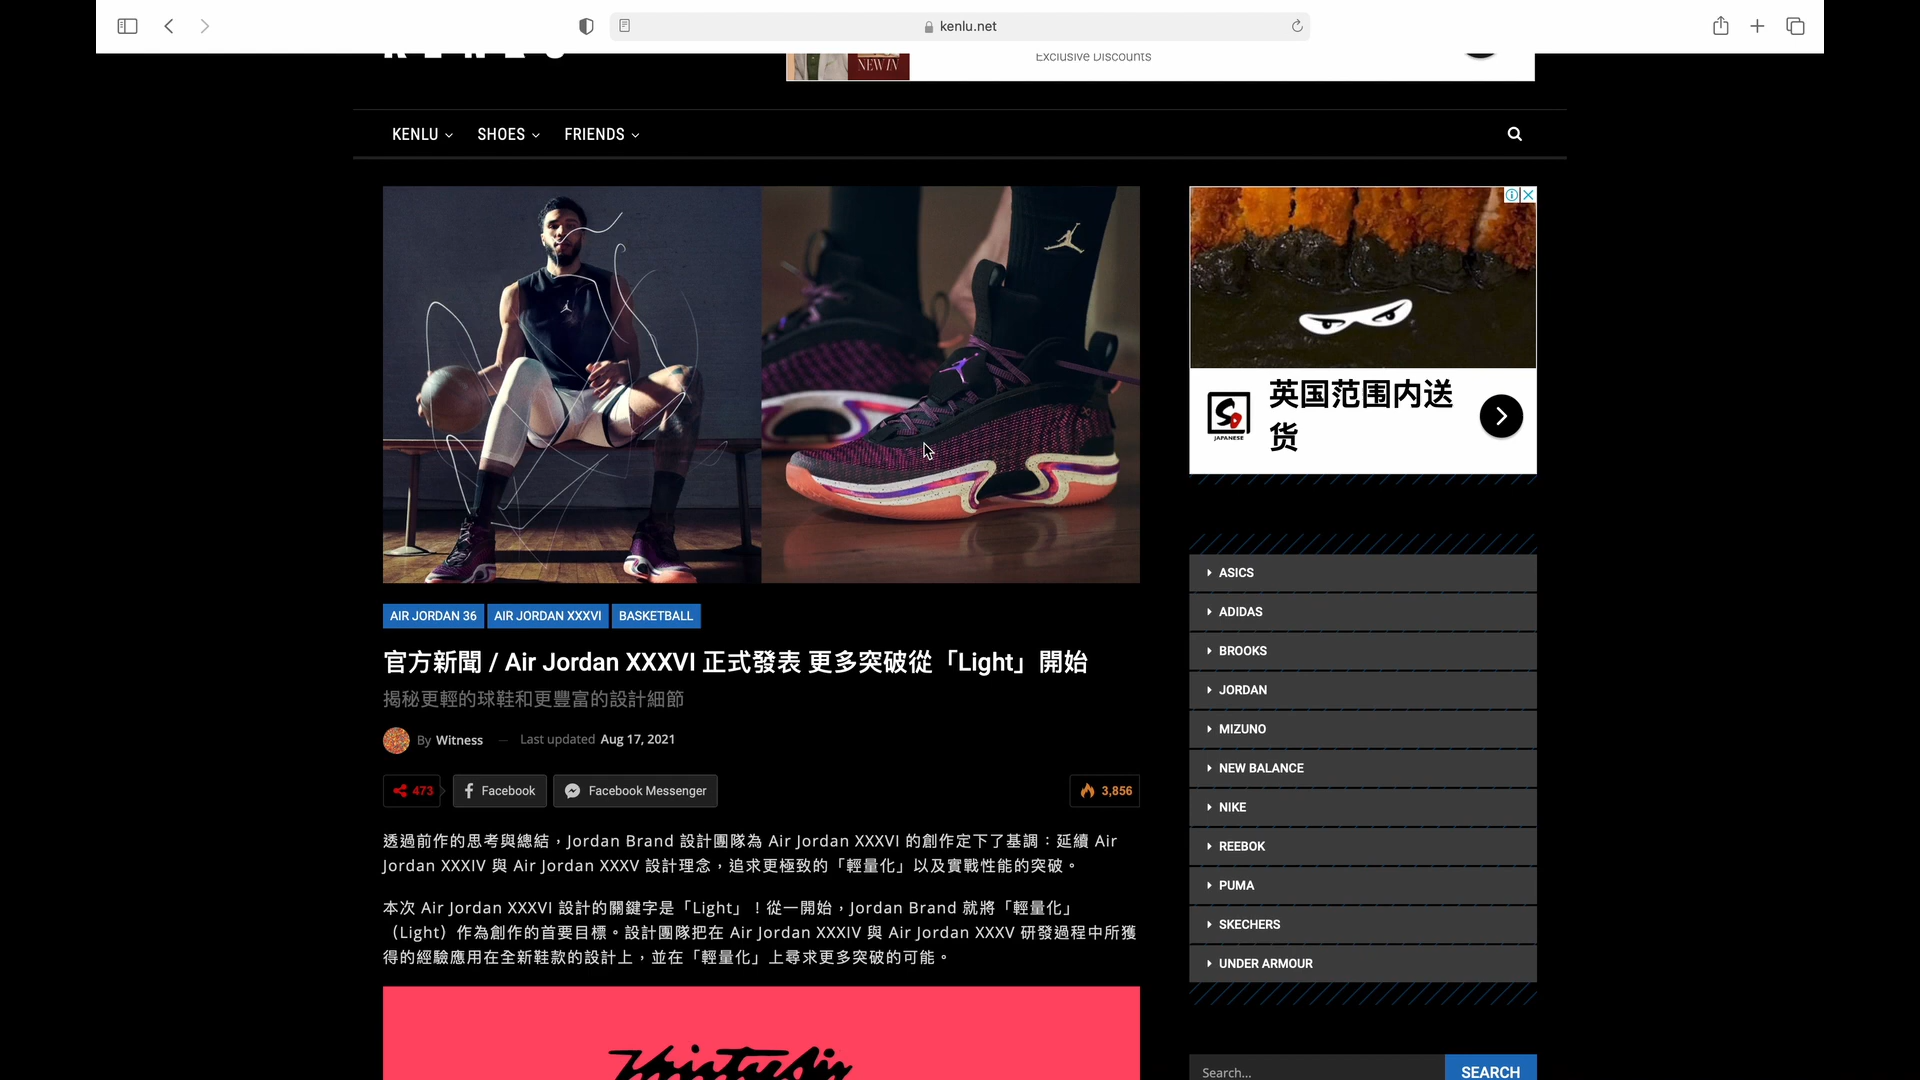 kenlu.net
NEW IN
Exclusive Discounts
KENLU
SHOES
FRIENDS
英国范围内送
货
JAPANESE
AIR JORDAN 36
AIR JORDAN XXXVI
BASKETBALL
官方新聞 / Air Jordan XXXVI 正式發表 更多突破從「Light」開始
揭秘更輕的球鞋和更豐富的設計細節
By Witness — Last updated Aug 17, 2021
473
Facebook
Facebook Messenger
3,856
透過前作的思考與總結，Jordan Brand 設計團隊為 Air Jordan XXXVI 的創作定下了基調：延續 Air
Jordan XXXIV 與 Air Jordan XXXV 設計理念，追求更極致的「輕量化」以及實戰性能的突破。
本次 Air Jordan XXXVI 設計的關鍵字是「Light」！從一開始，Jordan Brand 就將「輕量化」
（Light）作為創作的首要目標。設計團隊把在 Air Jordan XXXIV 與 Air Jordan XXXV 研發過程中所獲
得的經驗應用在全新鞋款的設計上，並在「輕量化」上尋求更多突破的可能。
ASICS
ADIDAS
BROOKS
JORDAN
MIZUNO
NEW BALANCE
NIKE
REEBOK
PUMA
SKECHERS
UNDER ARMOUR
Search...
SEARCH